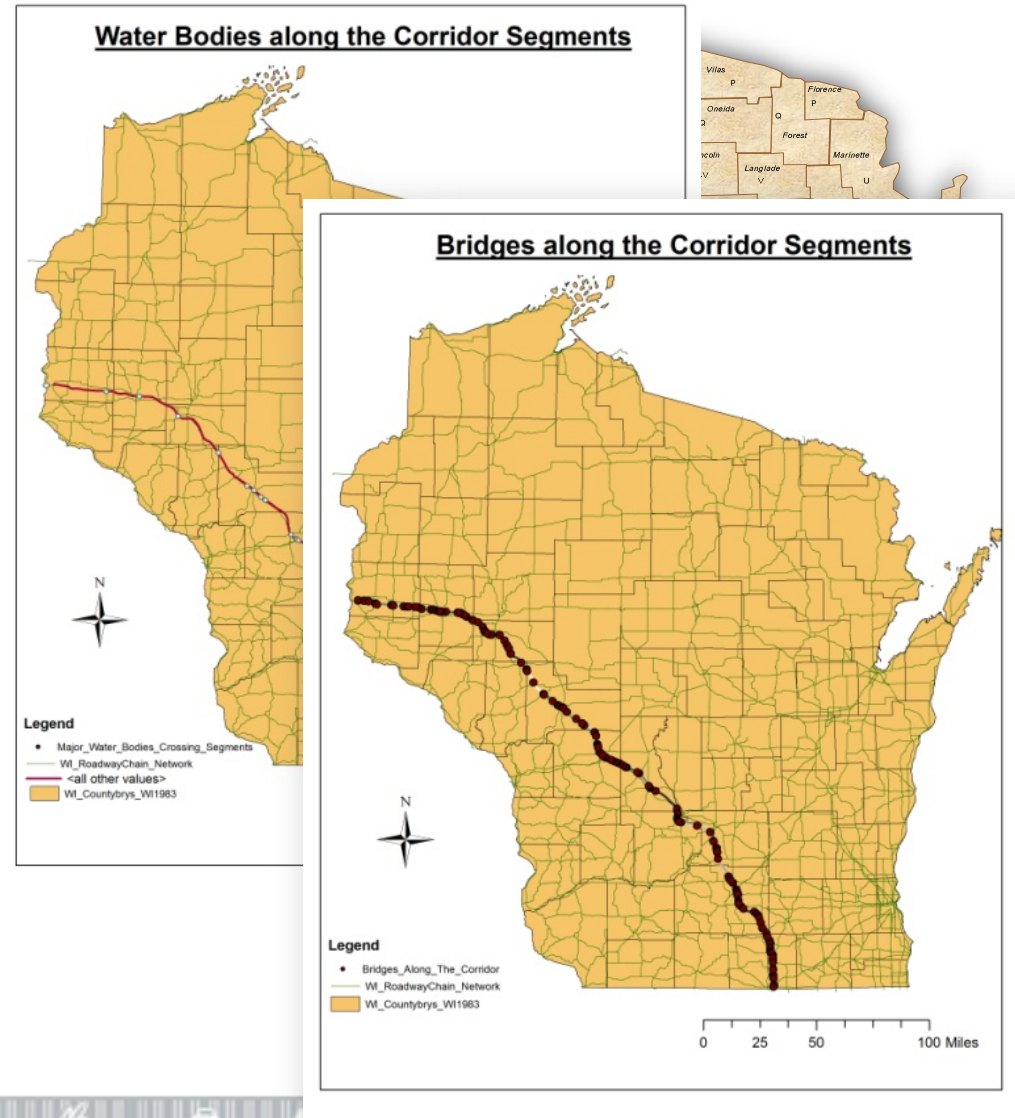 Water Bodies along the Corridor Segments
N
Legend
Major_Water_Bodies_Crossing_Segments
WI_RoadwayChain_Network
<all other values>
WI_Countybrys_WI1983
Vilas
P
Florence
P
Oneida
Q
Q
Forest
ncoln
V
Langlade
V
Marinette
U
Bridges along the Corridor Segments
N
Legend
Bridges_Along_The_Corridor
WI_RoadwayChain_Network
WI_Countybrys_WI1983
0 25 50 100 Miles